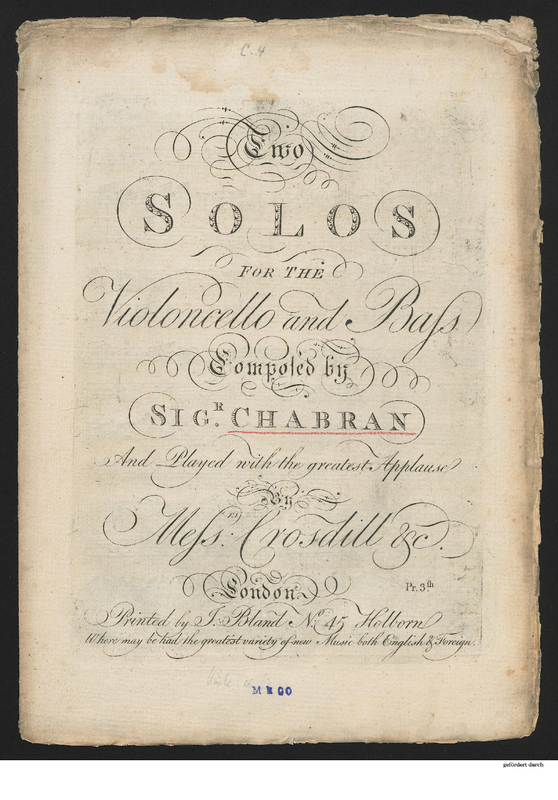 C. 4
Two
SOLOS
FOR THE
Violoncello and Baſs
Composed by
SIG.R CHABRAN
And Played with the greatest Applause
By
Meſs.rs Crosdill &c.
London
Pr. 3.sh
Printed by J. Bland No. 45 Holborn
Where may be had the greatest variety of new Music both English & Foreign.
gefördert durch